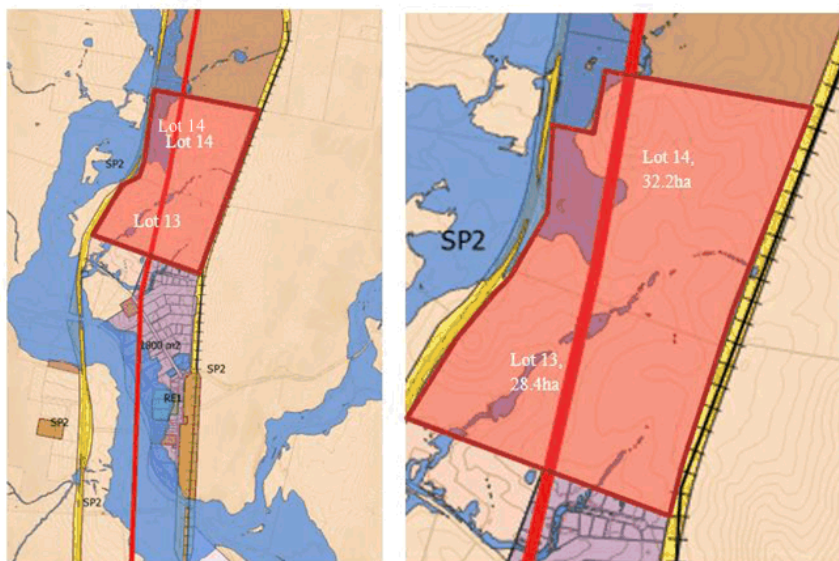 Lot 14
Lot 14
SP2
Lot 13
1800 m2
SP2
RE1
SP2
SP2
Lot 14,
32.2ha
SP2
Lot 13,
28.4ha